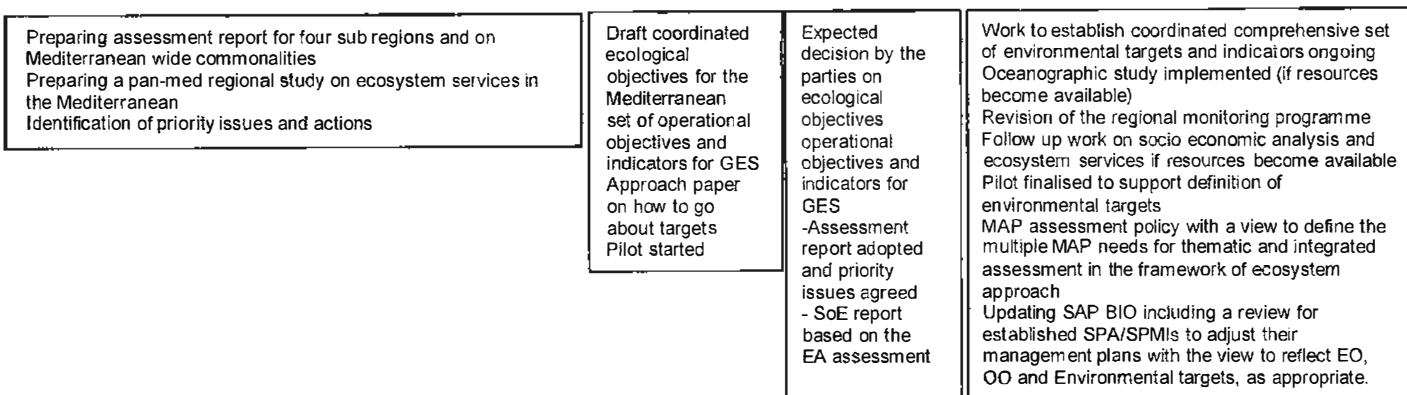 Preparing assessment report for four sub regions and on
Mediterranean wide commonalities
Preparing a pan-med regional study on ecosystem services in
the Mediterranean
Identification of priority issues and actions
Draft coordinated
ecological
objectives for the
Mediterranean
set of operational
objectives and
indicators for GES
Approach paper
on how to go
about targets
Pilot started
Expected
decision by the
parties on
ecological
objectives
operational
objectives and
indicators for
GES
-Assessment
report adopted
and priority
issues agreed
- SoE report
based on the
EA assessment
Work to establish coordinated comprehensive set
of environmental targets and indicators ongoing
Oceanographic study implemented (if resources
become available)
Revision of the regional monitoring programme
Follow up work on socio economic analysis and
ecosystem services if resources become available
Pilot finalised to support definition of
environmental targets
MAP assessment policy with a view to define the
multiple MAP needs for thematic and integrated
assessment in the framework of ecosystem
approach
Updating SAP BIO including a review for
established SPA/SPMIs to adjust their
management plans with the view to reflect EO,
OO and Environmental targets, as appropriate.